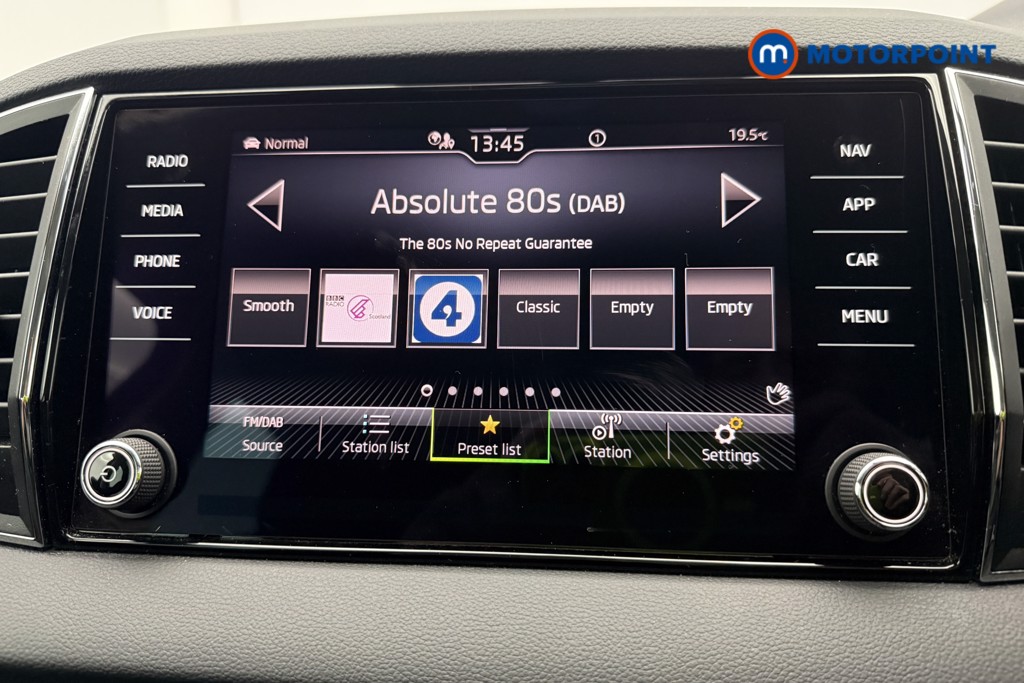 m MOTORPOINT
Normal 13:45 1 19.5°C
RADIO
MEDIA
PHONE
VOICE
Absolute 80s (DAB)
The 80s No Repeat Guarantee
Smooth
BBC RADIO Scotland
4
Classic
Empty
Empty
FM/DAB
Source
Station list
Preset list
Station
Settings
NAV
APP
CAR
MENU